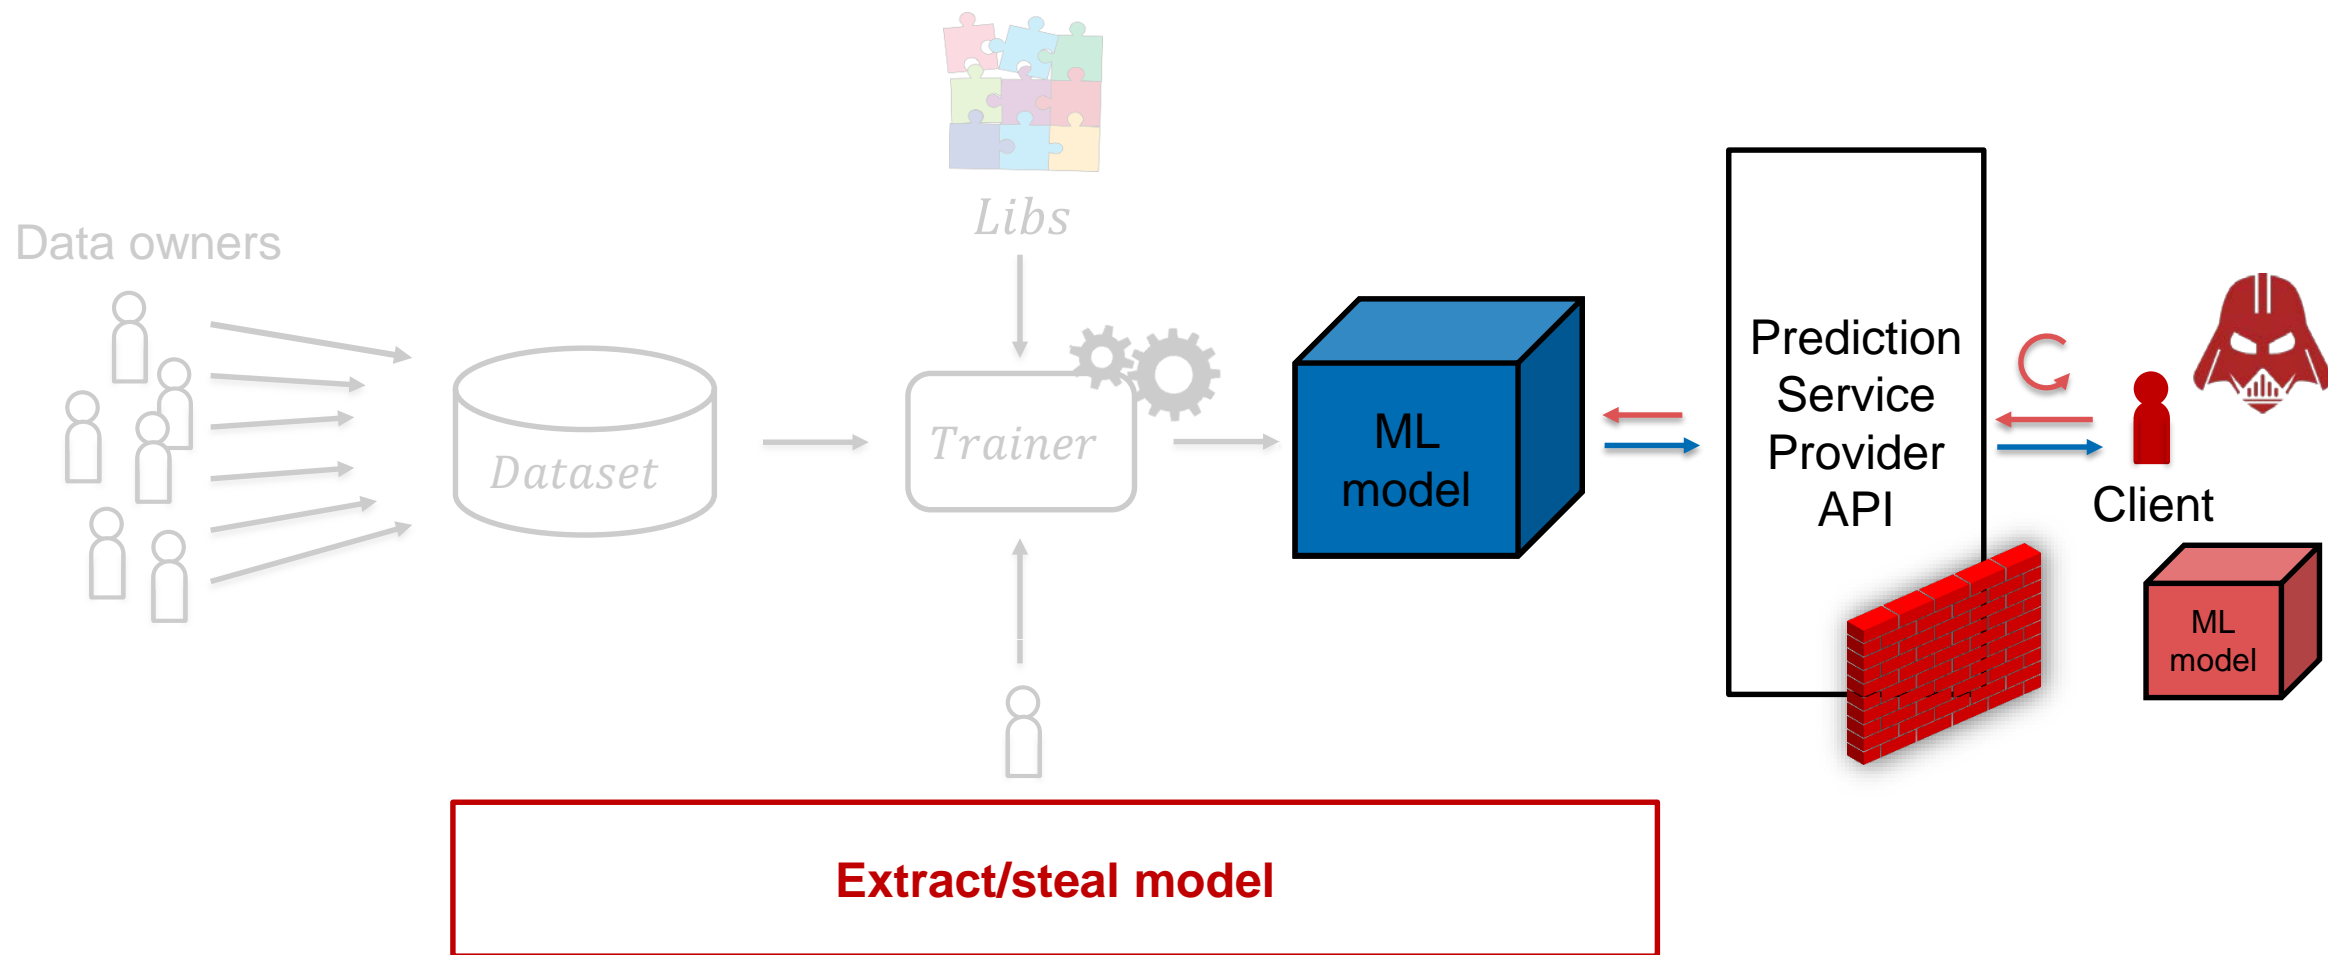 Libs
Data owners
Dataset
Trainer
ML
model
Prediction
Service
Provider
API
Client
ML
model
Extract/steal model